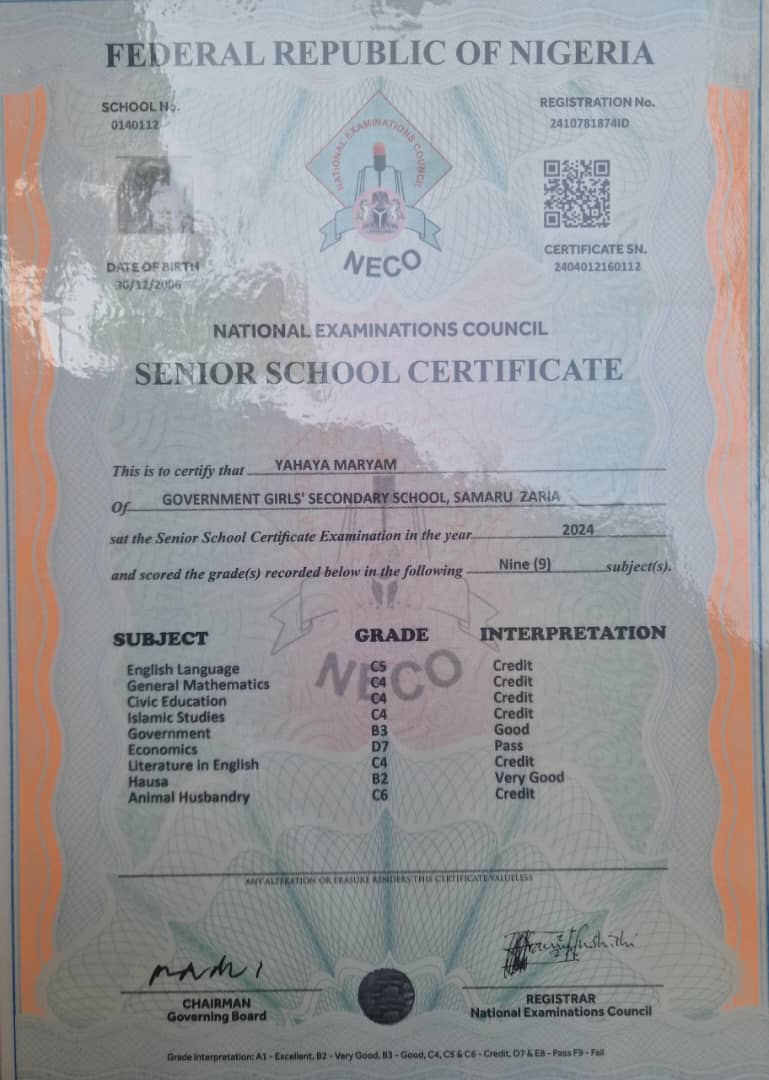 FEDERAL REPUBLIC OF NIGERIA
SCHOOL No.
0140112
REGISTRATION No.
2410781874ID
NATIONAL EXAMINATIONS COUNCIL
NECO
DATE OF BIRTH
30/12/2006
CERTIFICATE SN.
2404012160112
NATIONAL EXAMINATIONS COUNCIL
SENIOR SCHOOL CERTIFICATE
This is to certify that YAHAYA MARYAM
Of GOVERNMENT GIRLS' SECONDARY SCHOOL, SAMARU ZARIA
sat the Senior School Certificate Examination in the year 2024
and scored the grade(s) recorded below in the following Nine (9) subject(s).
SUBJECT GRADE INTERPRETATION
English Language C5 Credit
General Mathematics C4 Credit
Civic Education C4 Credit
Islamic Studies C4 Credit
Government B3 Good
Economics D7 Pass
Literature in English C4 Credit
Hausa B2 Very Good
Animal Husbandry C6 Credit
NECO
ANY ALTERATION OR ERASURE RENDERS THIS CERTIFICATE VALUELESS
CHAIRMAN
Governing Board
REGISTRAR
National Examinations Council
Grade Interpretation: A1 - Excellent, B2 - Very Good, B3 - Good, C4, C5 & C6 - Credit, D7 & E8 - Pass F9 - Fail